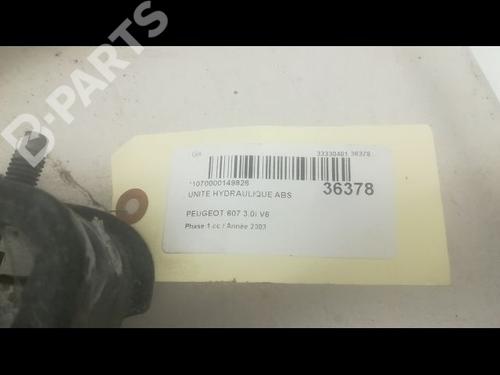 B-PARTS
33330401 36378
*1070000149826
36378
UNITE HYDRAULIQUE ABS
PEUGEOT 607 3.0i V6
Phase 1 cc / Année 2003